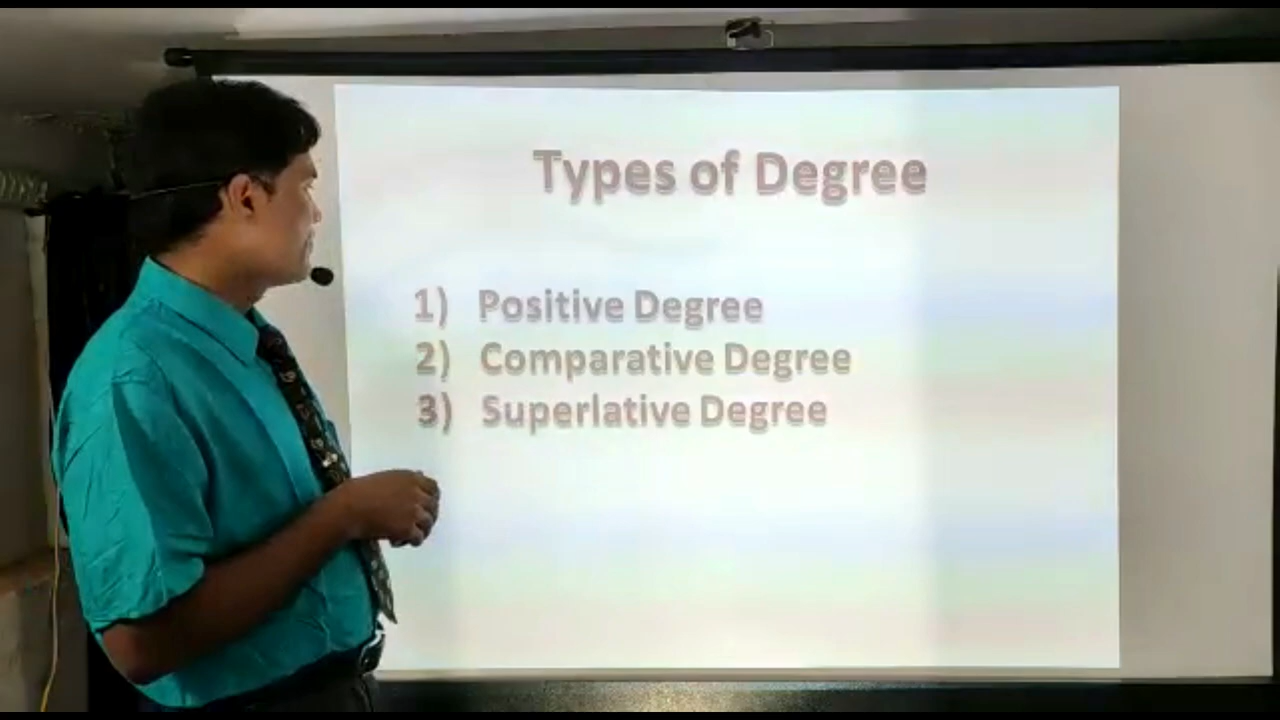 Types of Degree
1) Positive Degree
2) Comparative Degree
3) Superlative Degree